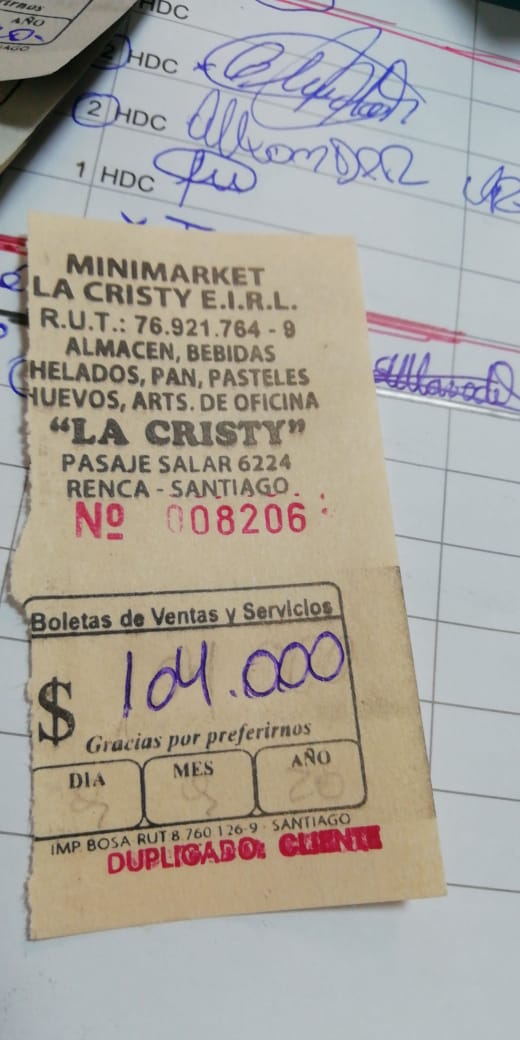 AÑO
HDC
2 HDC
2 HDC
1 HDC
MINIMARKET
LA CRISTY E.I.R.L.
R.U.T.: 76.921.764 - 9
ALMACEN, BEBIDAS
HELADOS, PAN, PASTELES
HUEVOS, ARTS. DE OFICINA
“LA CRISTY”
PASAJE SALAR 6224
RENCA - SANTIAGO
Nº 008206
Boletas de Ventas y Servicios
$ 104.000
Gracias por preferirnos
DIA MES AÑO
20
IMP. BOSA RUT 8.760.126-9 - SANTIAGO
DUPLICADO: CLIENTE